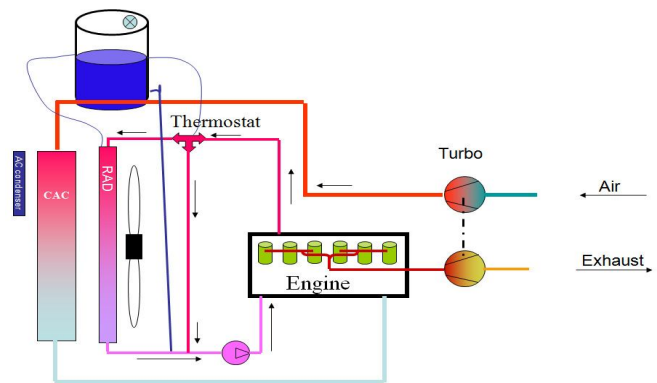 Thermostat
Turbo
Air
AC condenser
CAC
RAD
Exhaust
Engine